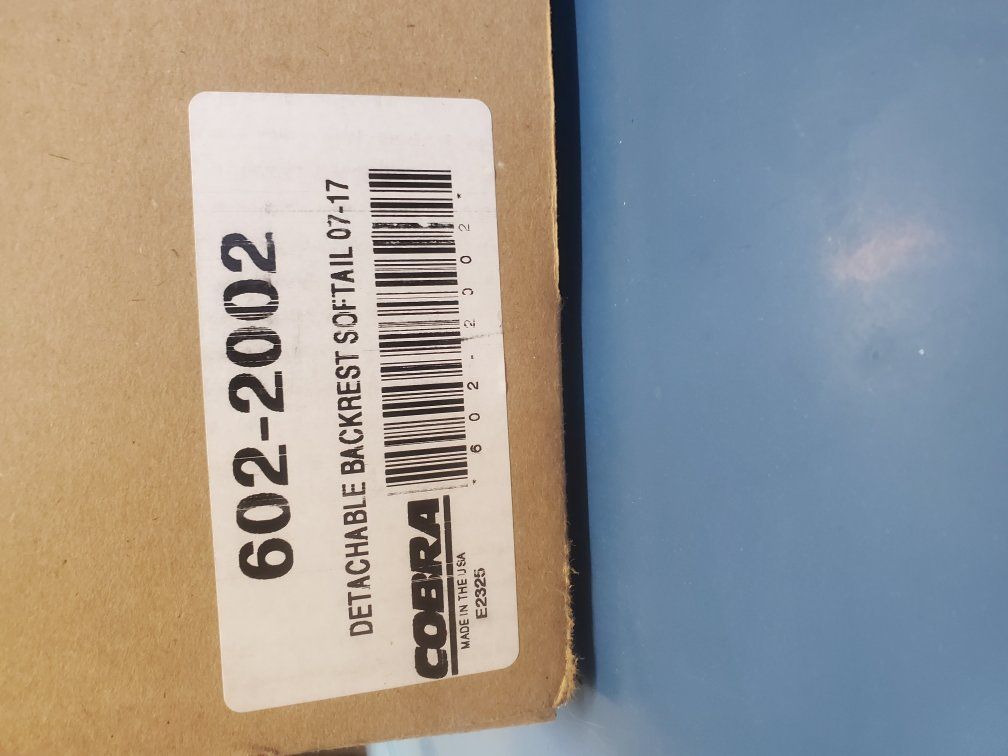 602-2002
DETACHABLE BACKREST SOFTAIL 07-17
*602-2002*
COBRA
MADE IN THE USA
E2325